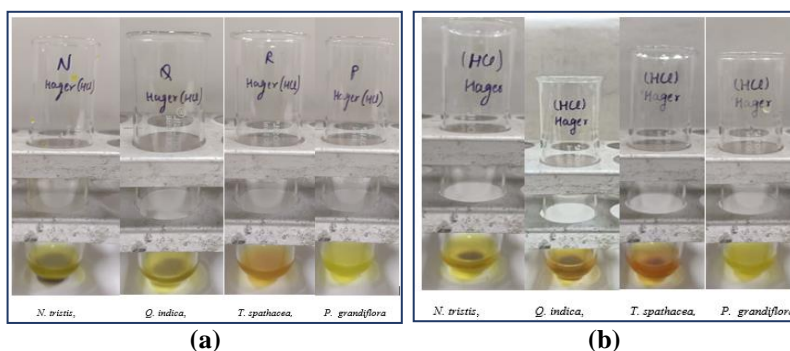 N
Hager(HCl)
Q
Hager(HCl)
R
Hager(HCl)
P
Hager(HCl)
(HCl)
Hager
(HCl)
Hager
(HCl)
Hager
(HCl)
Hager
N. tristis,
Q. indica,
T. spathacea,
P. grandiflora
N. tristis,
Q. indica,
T. spathacea,
P. grandiflora
(a)
(b)